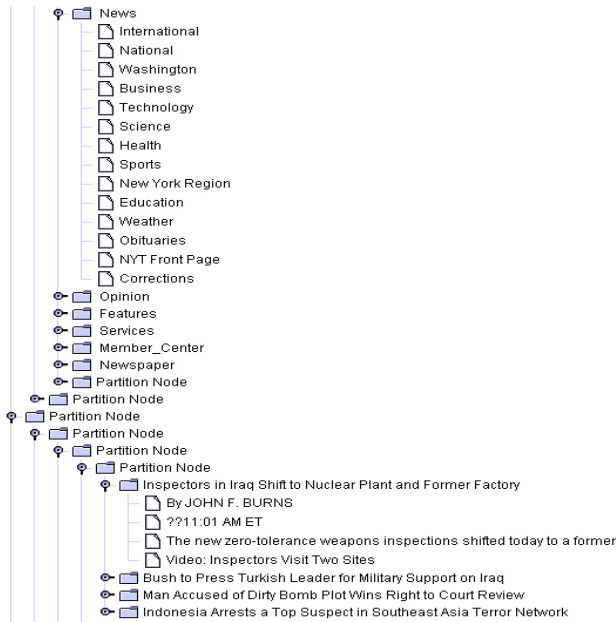 News
International
National
Washington
Business
Technology
Science
Health
Sports
New York Region
Education
Weather
Obituaries
NYT Front Page
Corrections
Opinion
Features
Services
Member_Center
Newspaper
Partition Node
Partition Node
Partition Node
Partition Node
Partition Node
Partition Node
Inspectors in Iraq Shift to Nuclear Plant and Former Factory
By JOHN F. BURNS
??11:01 AM ET
The new zero-tolerance weapons inspections shifted today to a former
Video: Inspectors Visit Two Sites
Bush to Press Turkish Leader for Military Support on Iraq
Man Accused of Dirty Bomb Plot Wins Right to Court Review
Indonesia Arrests a Top Suspect in Southeast Asia Terror Network